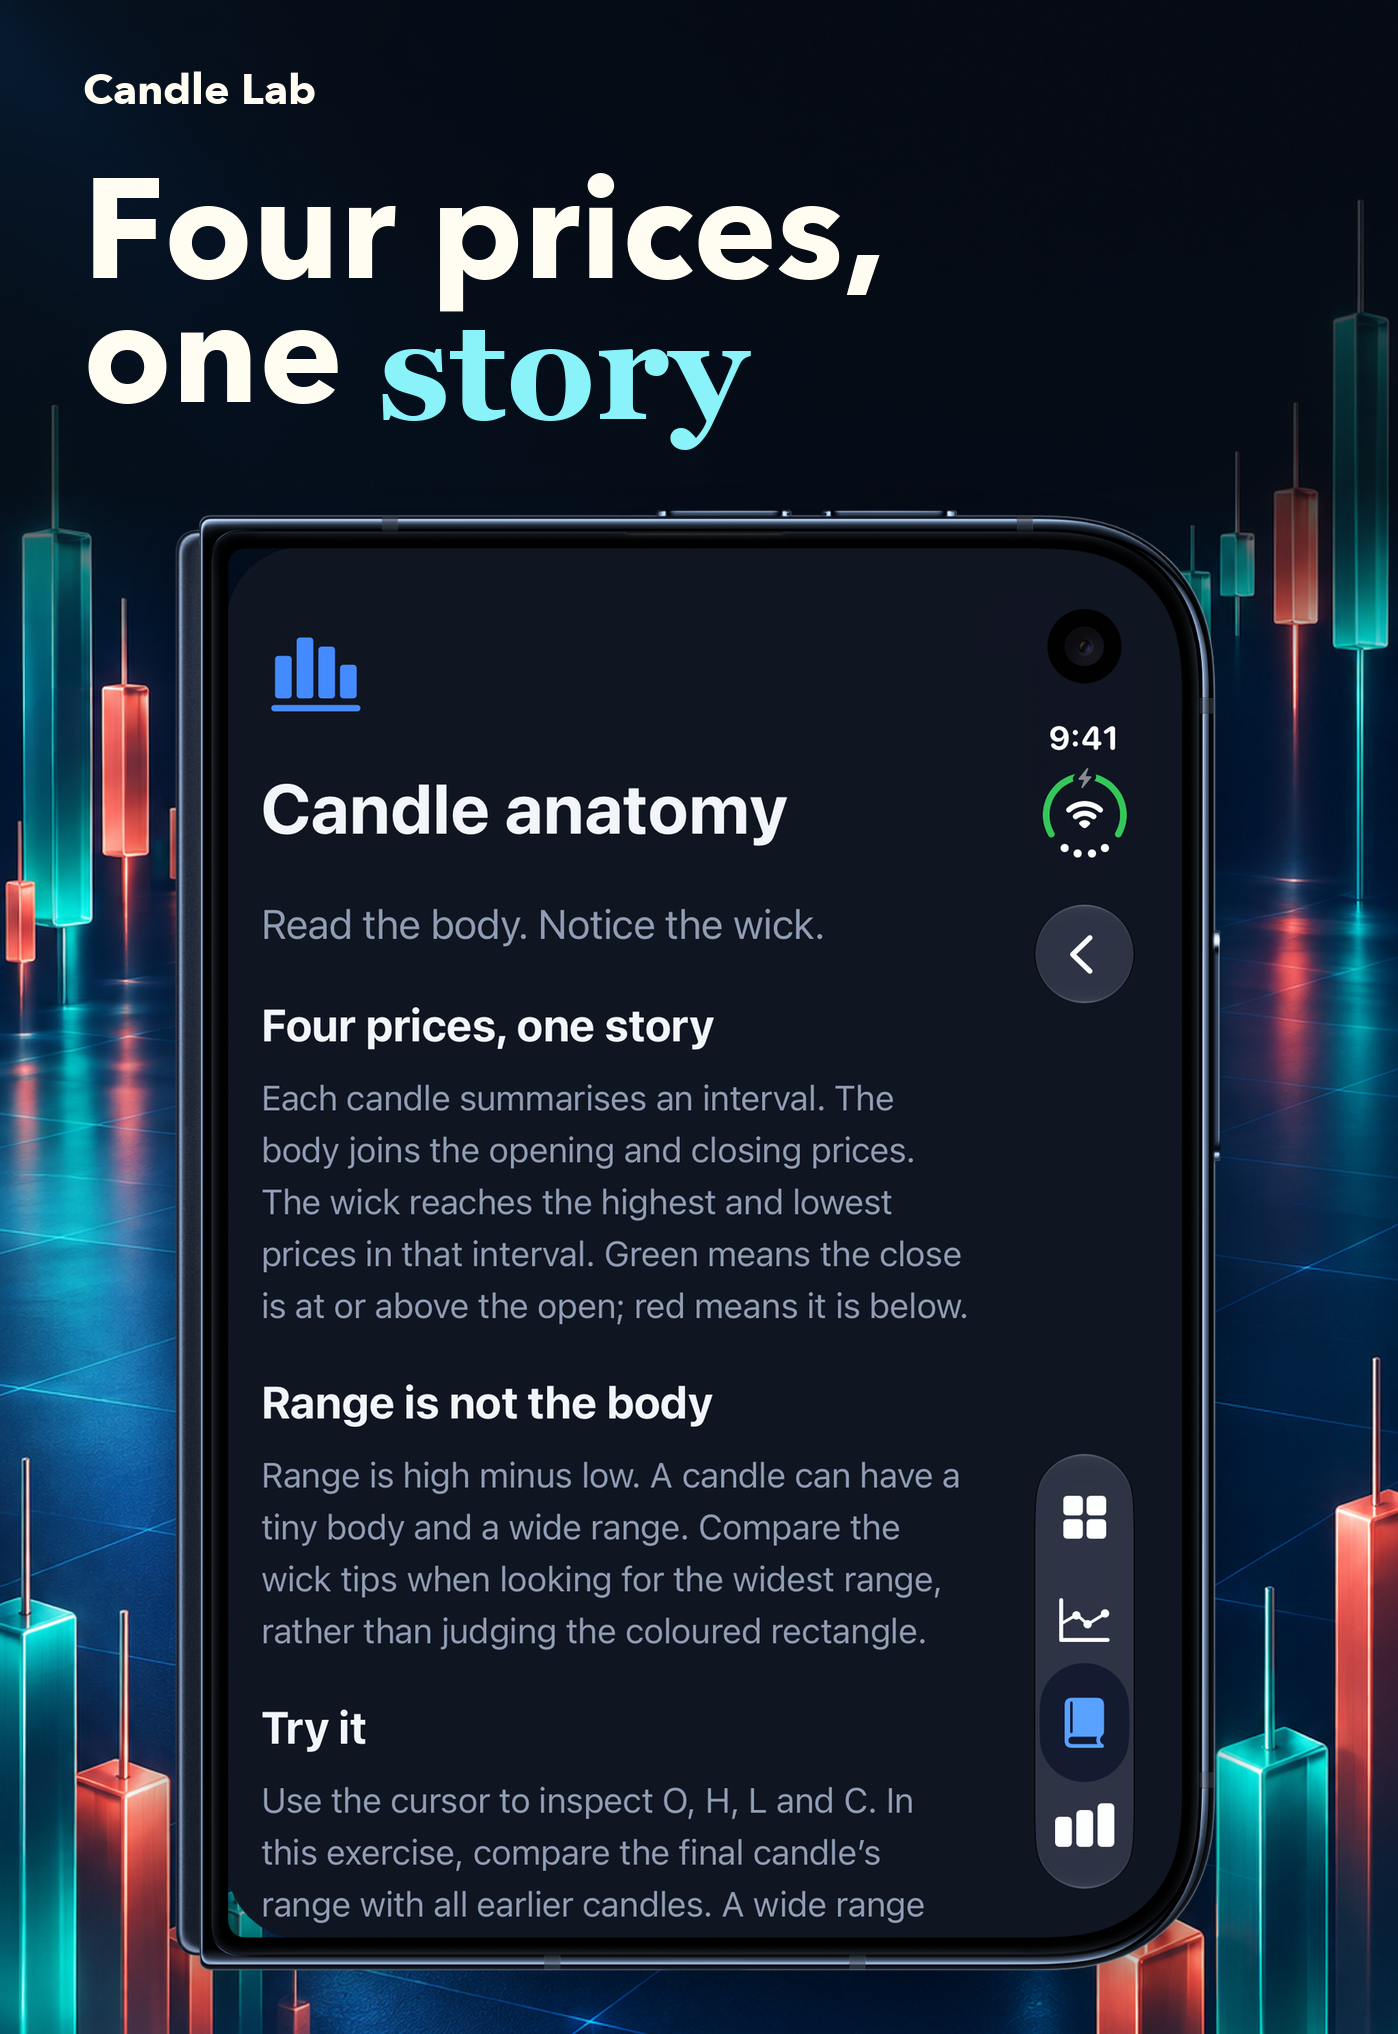 Candle Lab
Four prices,
one story
9:41
Candle anatomy
Read the body. Notice the wick.
Four prices, one story
Each candle summarises an interval. The
body joins the opening and closing prices.
The wick reaches the highest and lowest
prices in that interval. Green means the close
is at or above the open; red means it is below.
Range is not the body
Range is high minus low. A candle can have a
tiny body and a wide range. Compare the
wick tips when looking for the widest range,
rather than judging the coloured rectangle.
Try it
Use the cursor to inspect O, H, L and C. In
this exercise, compare the final candle’s
range with all earlier candles. A wide range